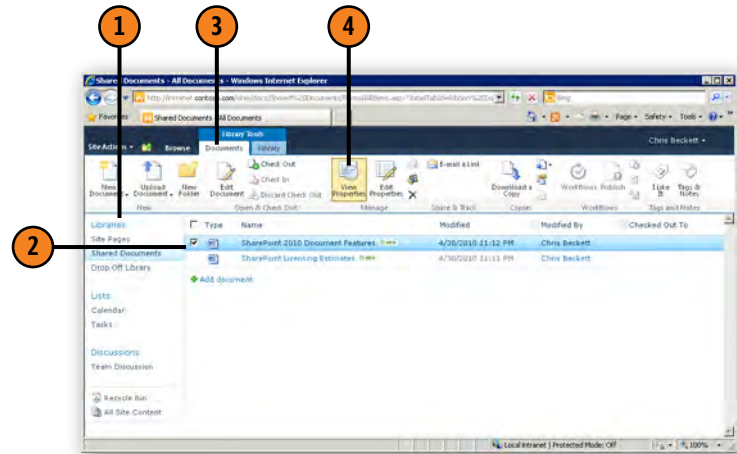 1
3
4
Shared Documents - All Documents - Windows Internet Explorer
Bing
Favorites
Shared Documents - All Documents
Page
Safety
Tools
Library Tools
Site Actions
Browse
Documents
Library
Chris Beckett
New Document
Upload Document
New Folder
Edit Document
Check Out
Check In
Discard Check Out
View Properties
Edit Properties
E-mail a Link
Download a Copy
Workflows
Publish
I Like It
Tags & Notes
New
Open & Check Out
Manage
Share & Track
Copies
Workflows
Tags and Notes
Libraries
Site Pages
Shared Documents
Drop Off Library
Lists
Calendar
Tasks
Discussions
Team Discussion
Recycle Bin
All Site Content
2
Type Name Modified Modified By Checked Out To
SharePoint 2010 Document Features 4/30/2010 11:12 PM Chris Beckett
SharePoint Licensing Estimates 4/30/2010 11:11 PM Chris Beckett
Add document
Local intranet | Protected Mode: Off
100%